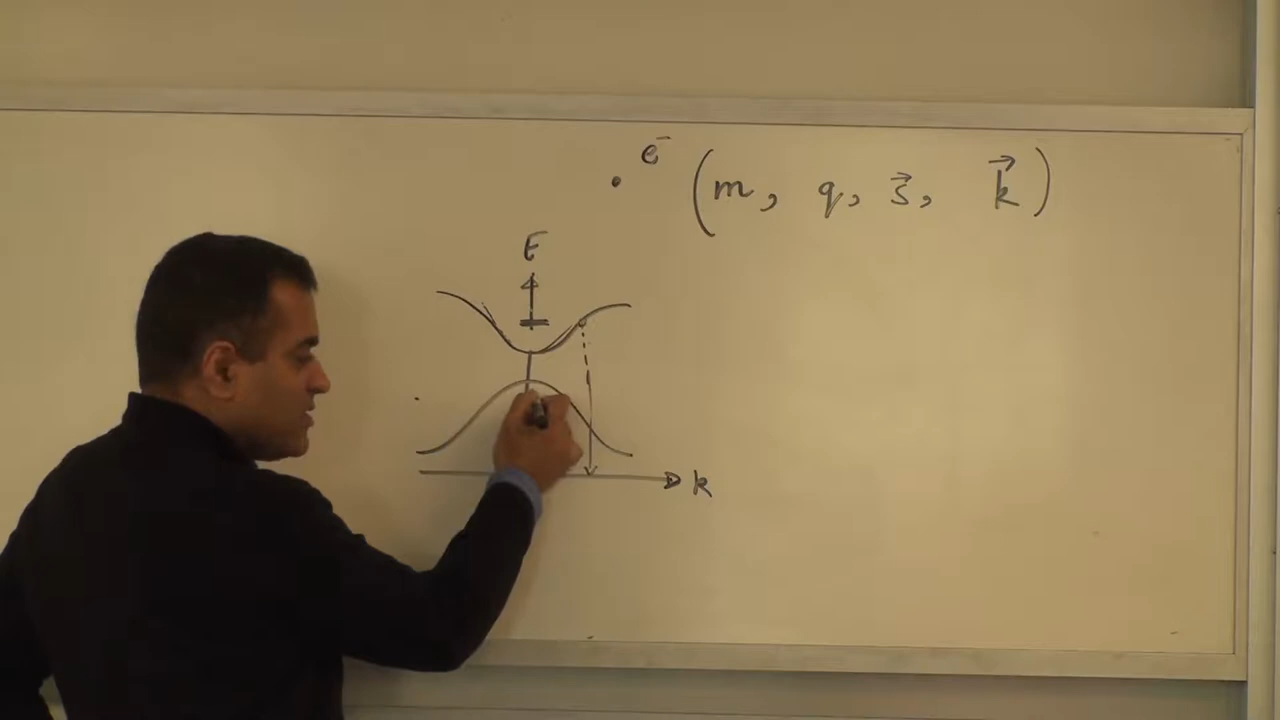 e⁻ (m, q, s⃗, k⃗)
E
k